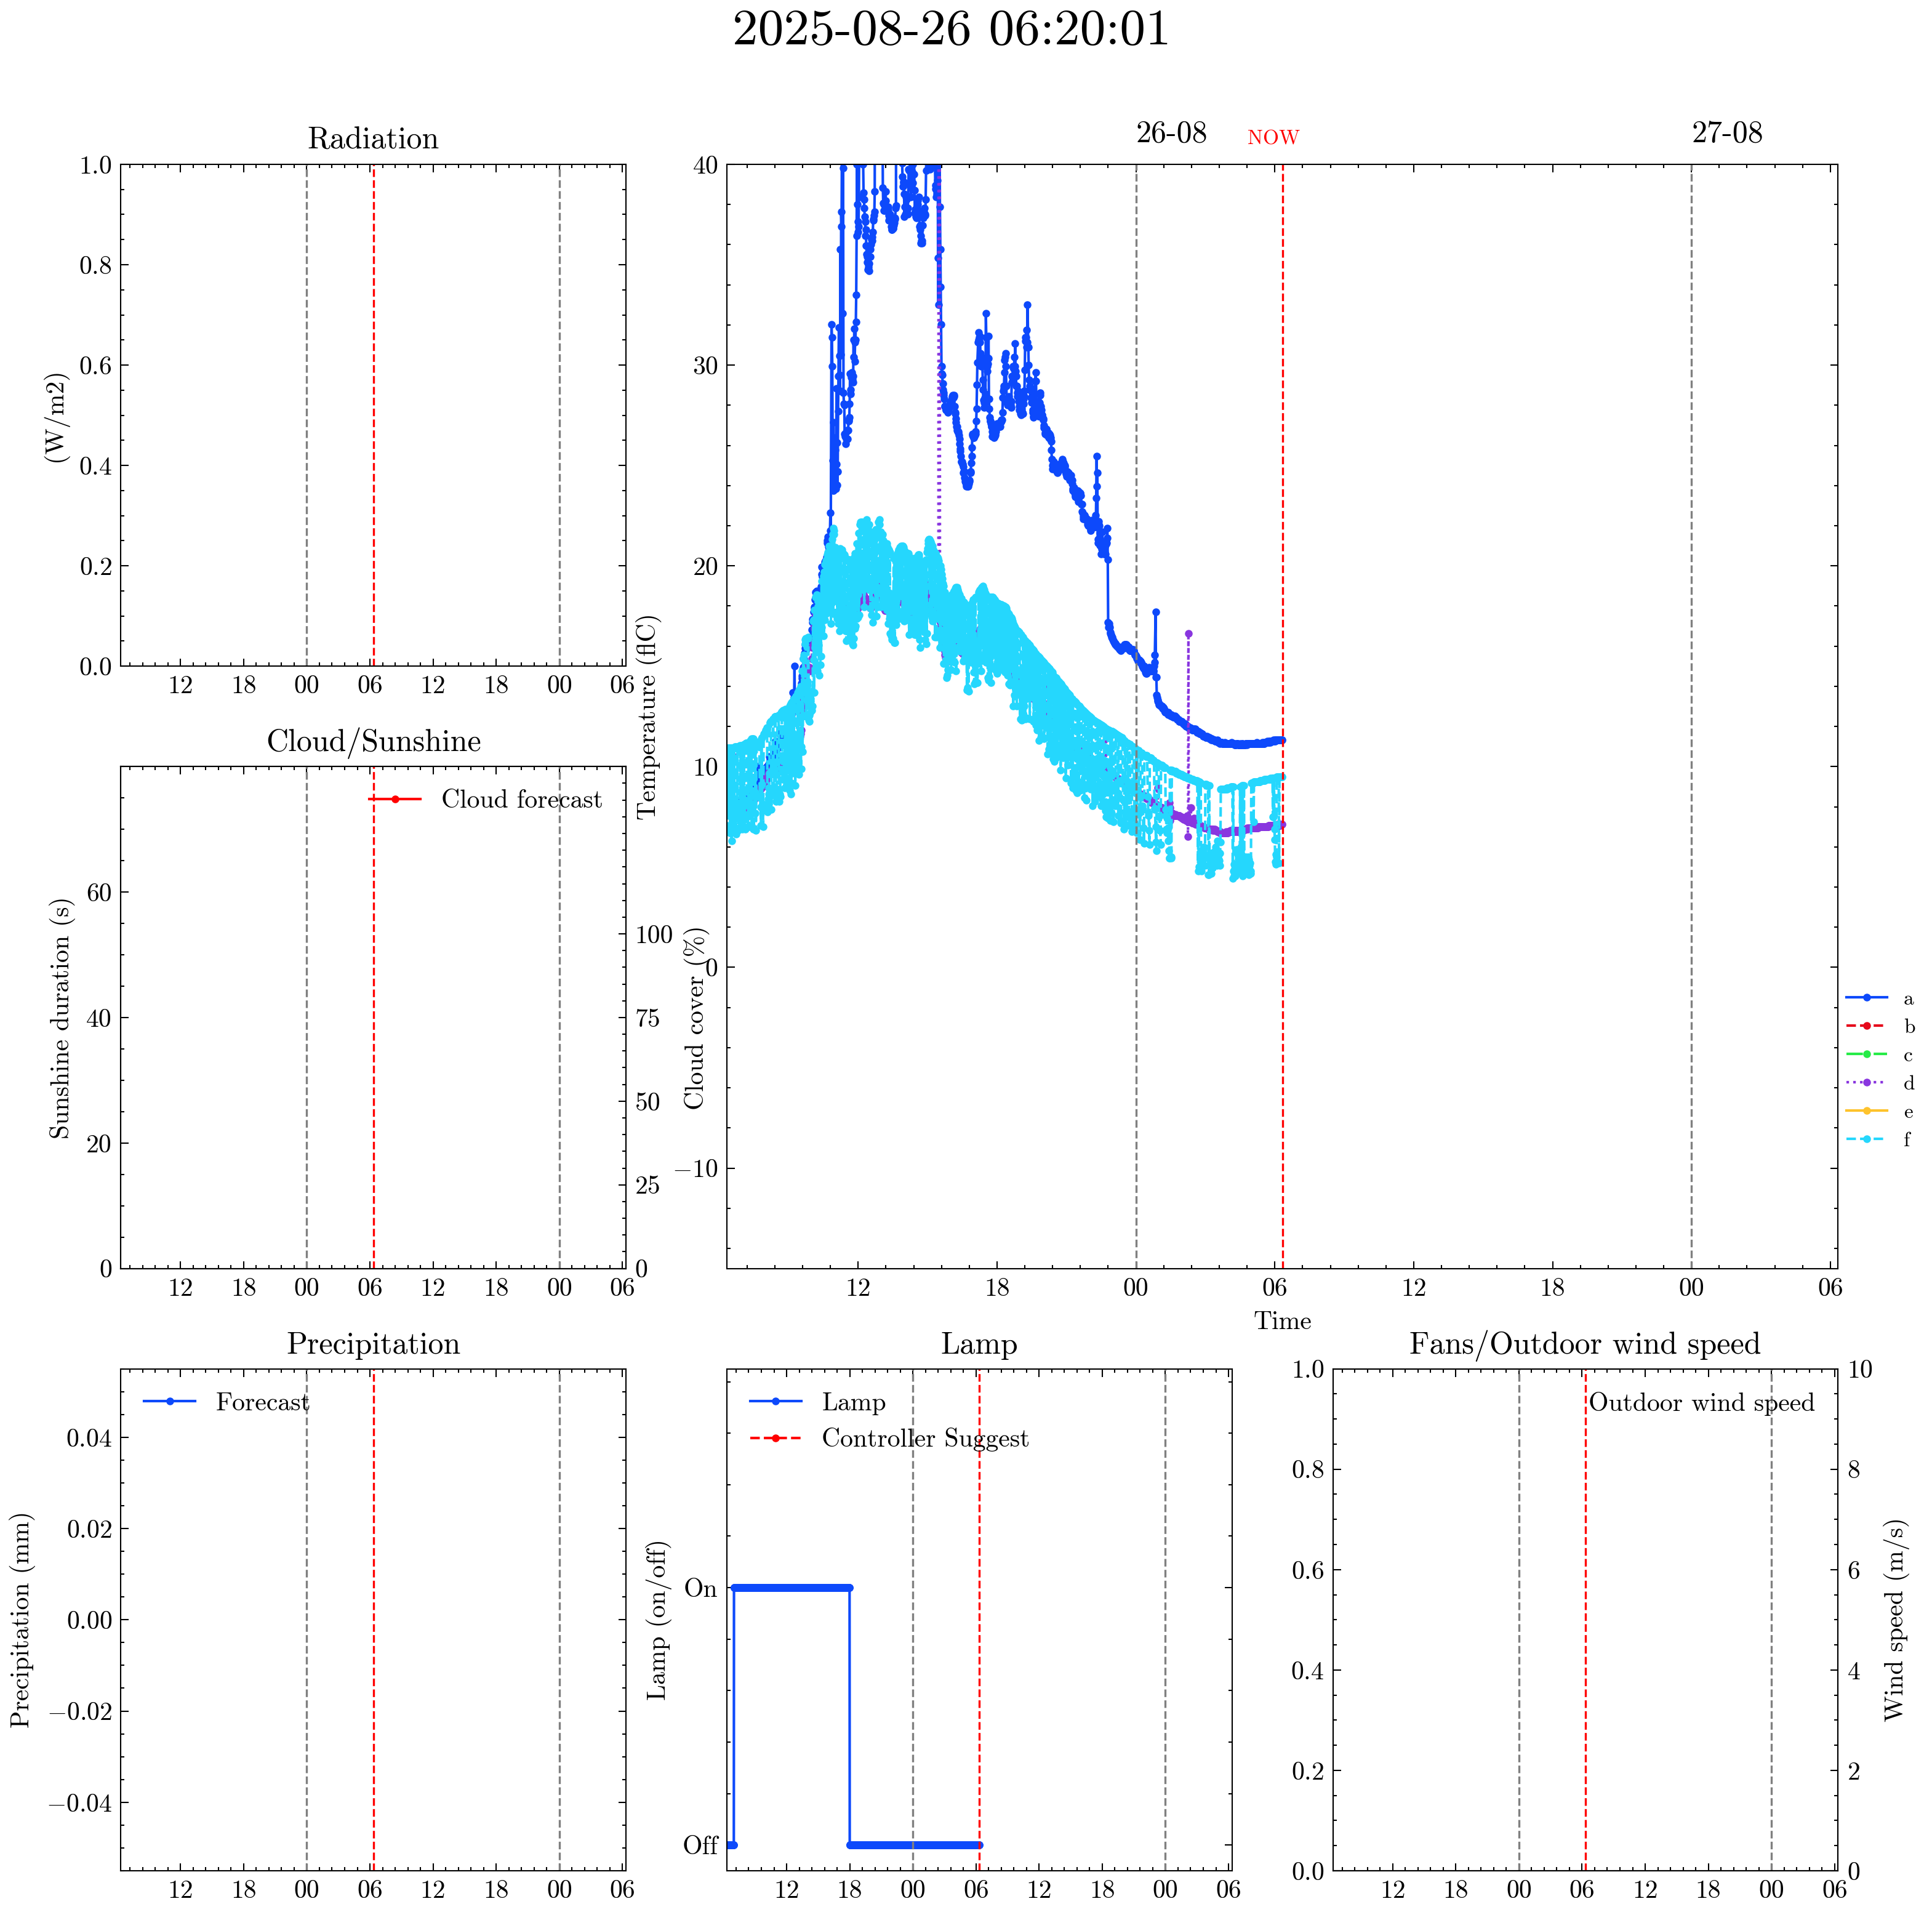 2025-08-26 06:20:01
Radiation
(W/m2)
1.0
0.8
0.6
0.4
0.2
0.0
12 18 00 06 12 18 00 06
26-08 NOW 27-08
Temperature (flC)
40
30
20
10
0
−10
12 18 00 06 12 18 00 06
Time
a
b
c
d
e
f
Cloud/Sunshine
Cloud forecast
Sunshine duration (s)
60
40
20
0
Cloud cover (%)
100
75
50
25
0
12 18 00 06 12 18 00 06
Precipitation
Forecast
Precipitation (mm)
0.04
0.02
0.00
−0.02
−0.04
12 18 00 06 12 18 00 06
Lamp
Lamp
Controller Suggest
Lamp (on/off)
On
Off
12 18 00 06 12 18 00 06
Fans/Outdoor wind speed
Outdoor wind speed
1.0
0.8
0.6
0.4
0.2
0.0
10
8
6
4
2
0
Wind speed (m/s)
12 18 00 06 12 18 00 06